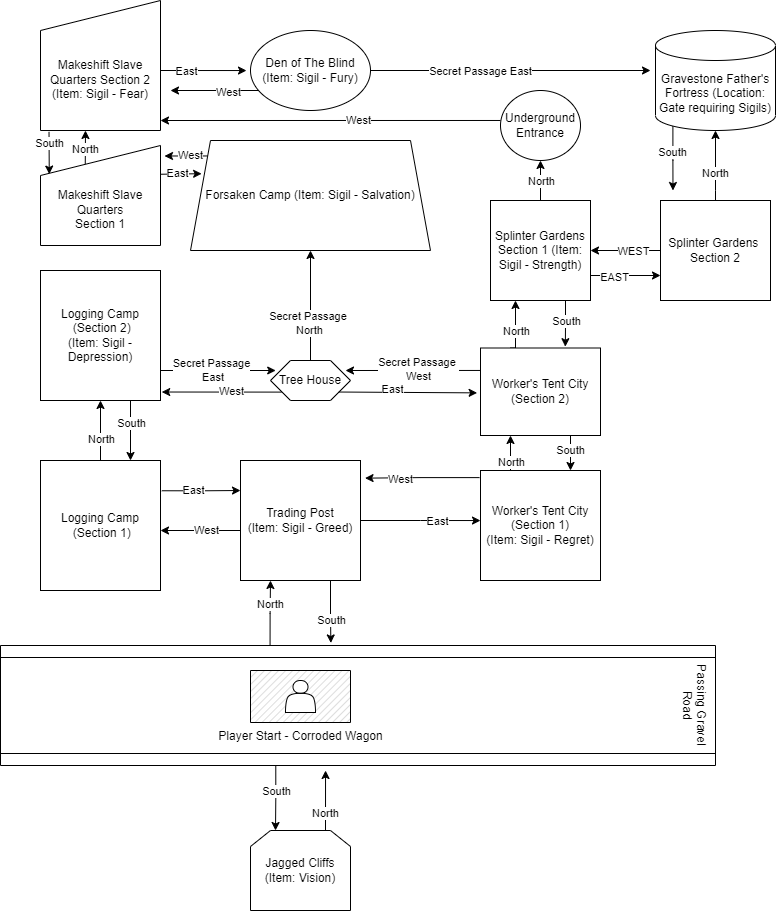 Makeshift Slave
Quarters Section 2
(Item: Sigil - Fear)
East
West
Den of The Blind
(Item: Sigil - Fury)
Secret Passage East
Gravestone Father's
Fortress (Location:
Gate requiring Sigils)
West
Underground
Entrance
South
North
Makeshift Slave
Quarters
Section 1
West
East
Forsaken Camp (Item: Sigil - Salvation)
North
South
North
Splinter Gardens
Section 1 (Item:
Sigil - Strength)
WEST
EAST
Splinter Gardens
Section 2
Logging Camp
(Section 2)
(Item: Sigil -
Depression)
Secret Passage
North
North
South
Secret Passage
East
West
Tree House
Secret Passage
West
East
Worker's Tent City
(Section 2)
North
South
North
South
Logging Camp
(Section 1)
East
West
Trading Post
(Item: Sigil - Greed)
West
East
Worker's Tent City
(Section 1)
(Item: Sigil - Regret)
North
South
Player Start - Corroded Wagon
Passing Gravel
Road
South
North
Jagged Cliffs
(Item: Vision)